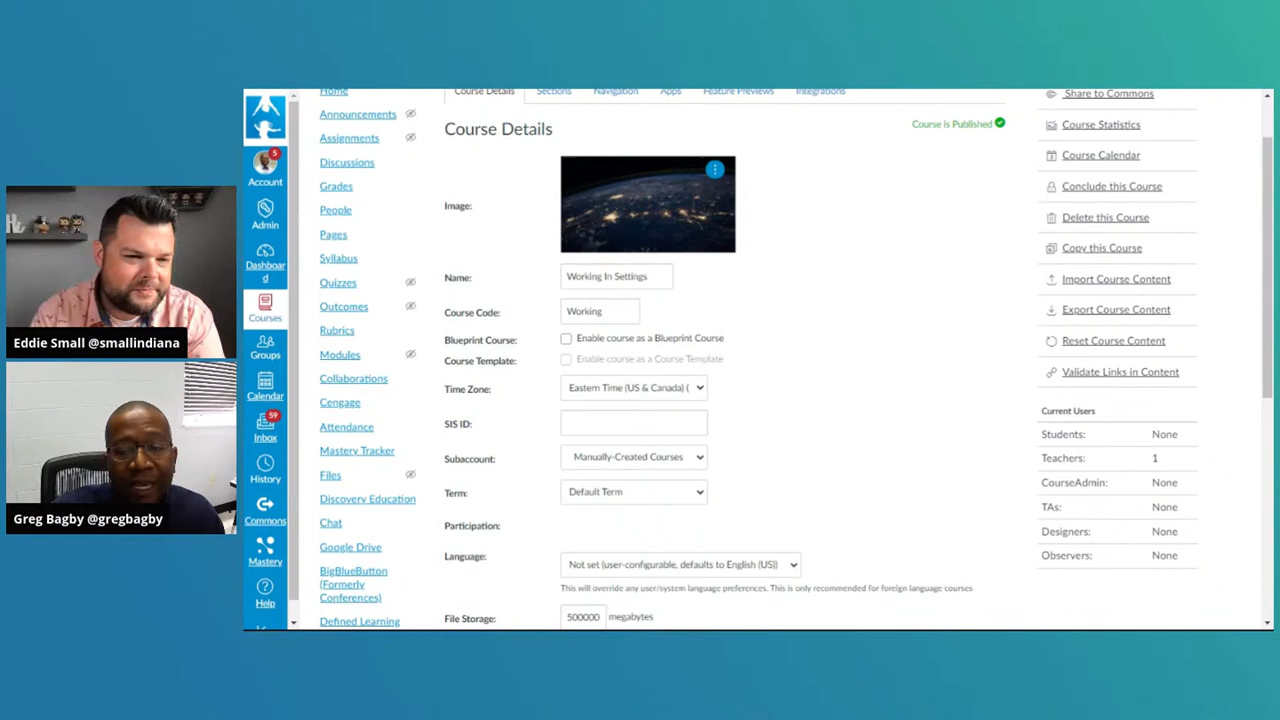 Eddie Small @smallindiana
Greg Bagby @gregbagby
5
Account
Admin
Dashboar
d
Courses
Groups
Calendar
59
Inbox
History
Commons
Mastery
Help
Home
Announcements
Assignments
Discussions
Grades
People
Pages
Syllabus
Quizzes
Outcomes
Rubrics
Modules
Collaborations
Cengage
Attendance
Mastery Tracker
Files
Discovery Education
Chat
Google Drive
BigBlueButton
(Formerly
Conferences)
Defined Learning
Course Details Sections Navigation Apps Feature Previews Integrations
Course Details
Course is Published
Image:
Name: Working In Settings
Course Code: Working
Blueprint Course: Enable course as a Blueprint Course
Course Template: Enable course as a Course Template
Time Zone: Eastern Time (US & Canada) (
SIS ID:
Subaccount: Manually-Created Courses
Term: Default Term
Participation:
Language: Not set (user-configurable, defaults to English (US))
This will override any user/system language preferences. This is only recommended for foreign language courses
File Storage: 500000 megabytes
Share to Commons
Course Statistics
Course Calendar
Conclude this Course
Delete this Course
Copy this Course
Import Course Content
Export Course Content
Reset Course Content
Validate Links in Content
Current Users
Students: None
Teachers: 1
CourseAdmin: None
TAs: None
Designers: None
Observers: None